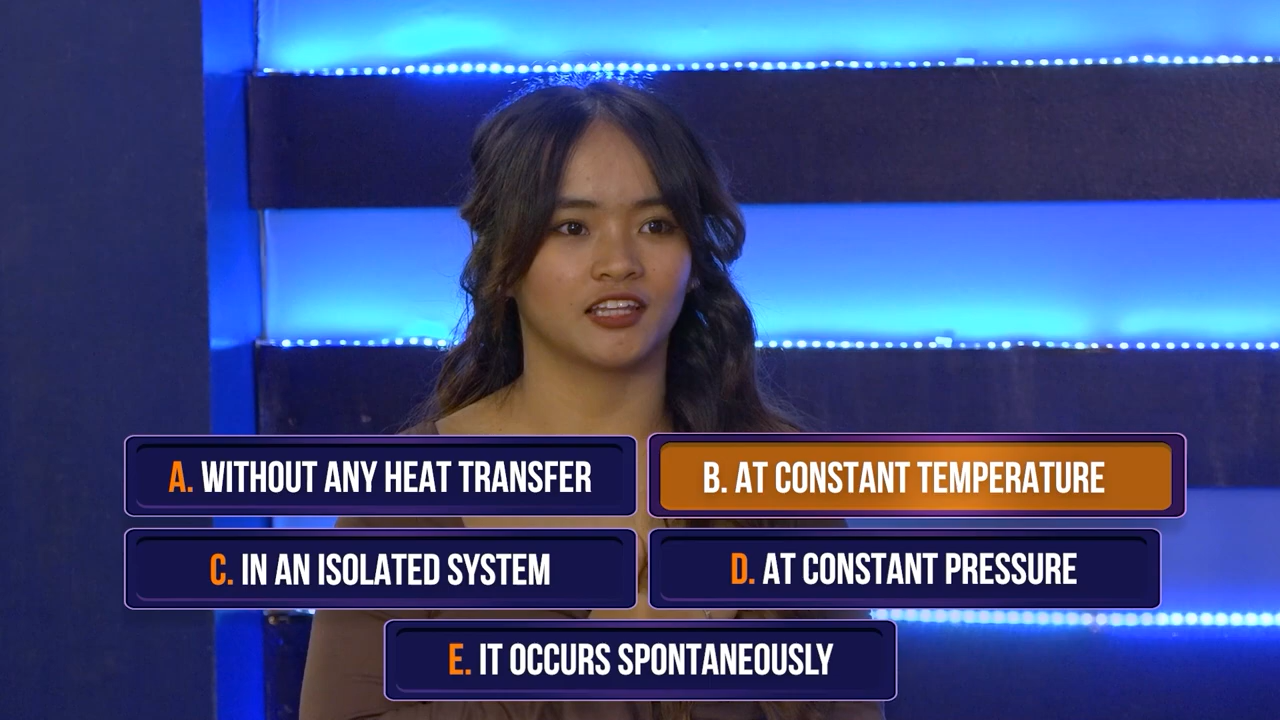 A. WITHOUT ANY HEAT TRANSFER
B. AT CONSTANT TEMPERATURE
C. IN AN ISOLATED SYSTEM
D. AT CONSTANT PRESSURE
E. IT OCCURS SPONTANEOUSLY